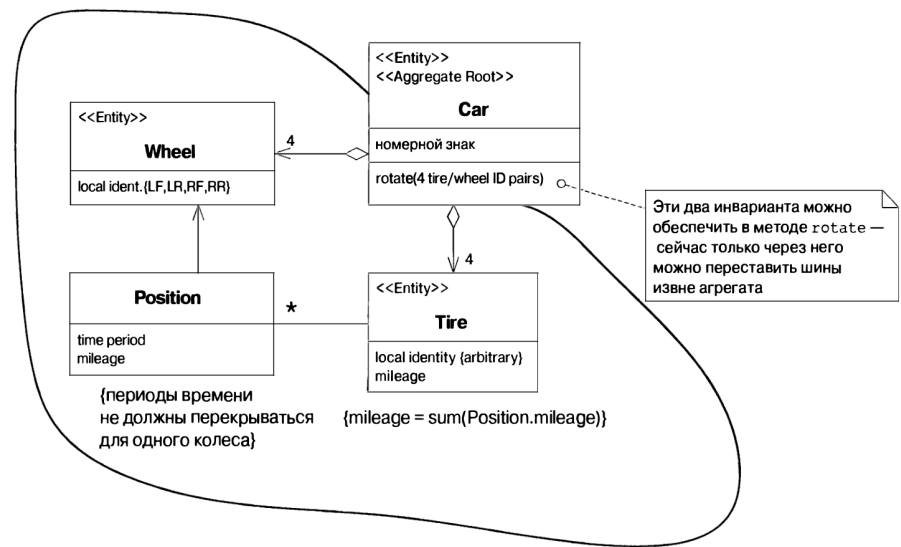 <<Entity>>
<<Aggregate Root>>
Car
номерной знак
rotate(4 tire/wheel ID pairs)
<<Entity>>
Wheel
local ident.{LF,LR,RF,RR}
4
Эти два инварианта можно
обеспечить в методе rotate —
сейчас только через него
можно переставить шины
извне агрегата
4
Position
time period
mileage
*
<<Entity>>
Tire
local identity {arbitrary}
mileage
{периоды времени
не должны перекрываться
для одного колеса}
{mileage = sum(Position.mileage)}